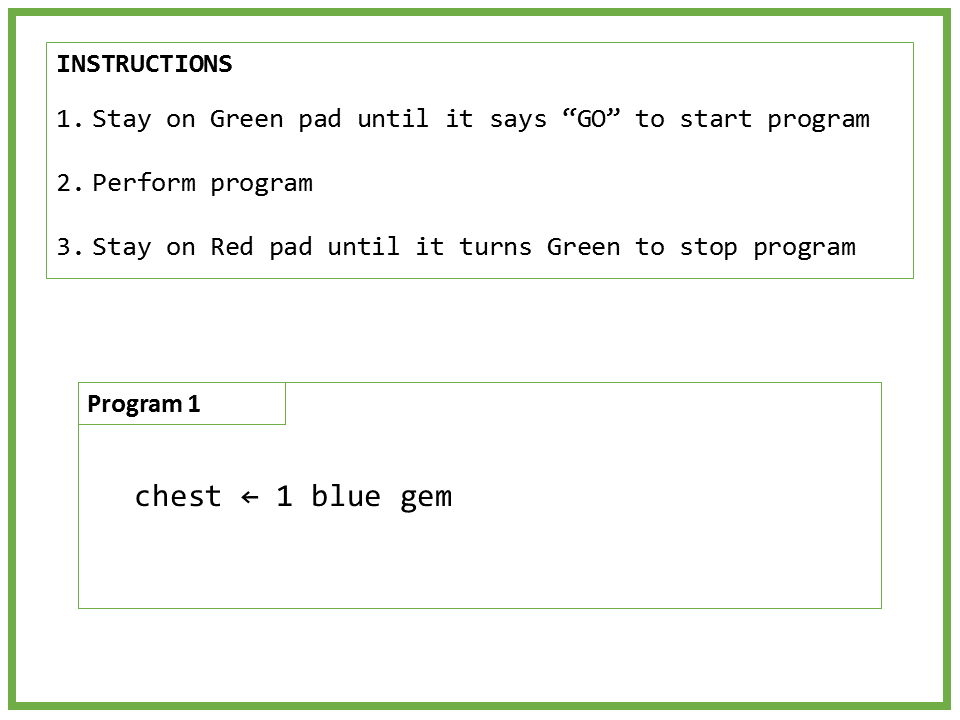 INSTRUCTIONS
1. Stay on Green pad until it says “GO” to start program
2. Perform program
3. Stay on Red pad until it turns Green to stop program
Program 1
chest ← 1 blue gem